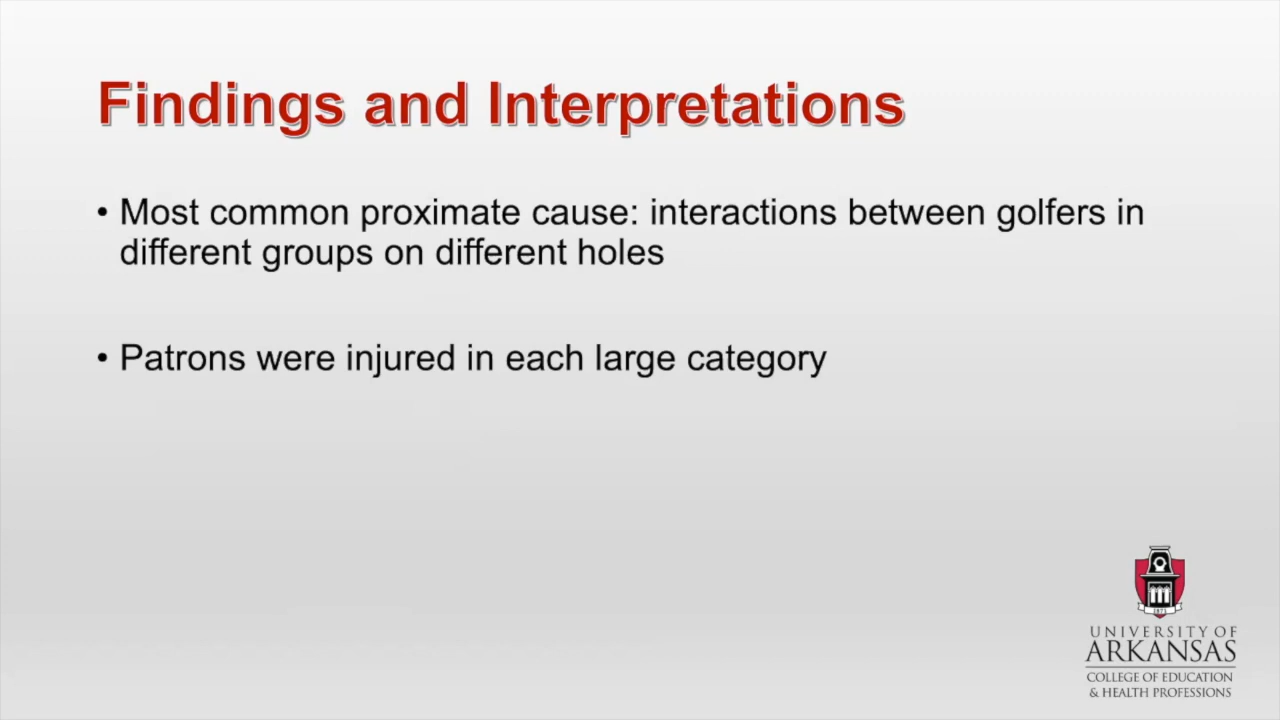 Findings and Interpretations
• Most common proximate cause: interactions between golfers in
different groups on different holes
• Patrons were injured in each large category
1871
UNIVERSITY OF
ARKANSAS
COLLEGE OF EDUCATION
& HEALTH PROFESSIONS